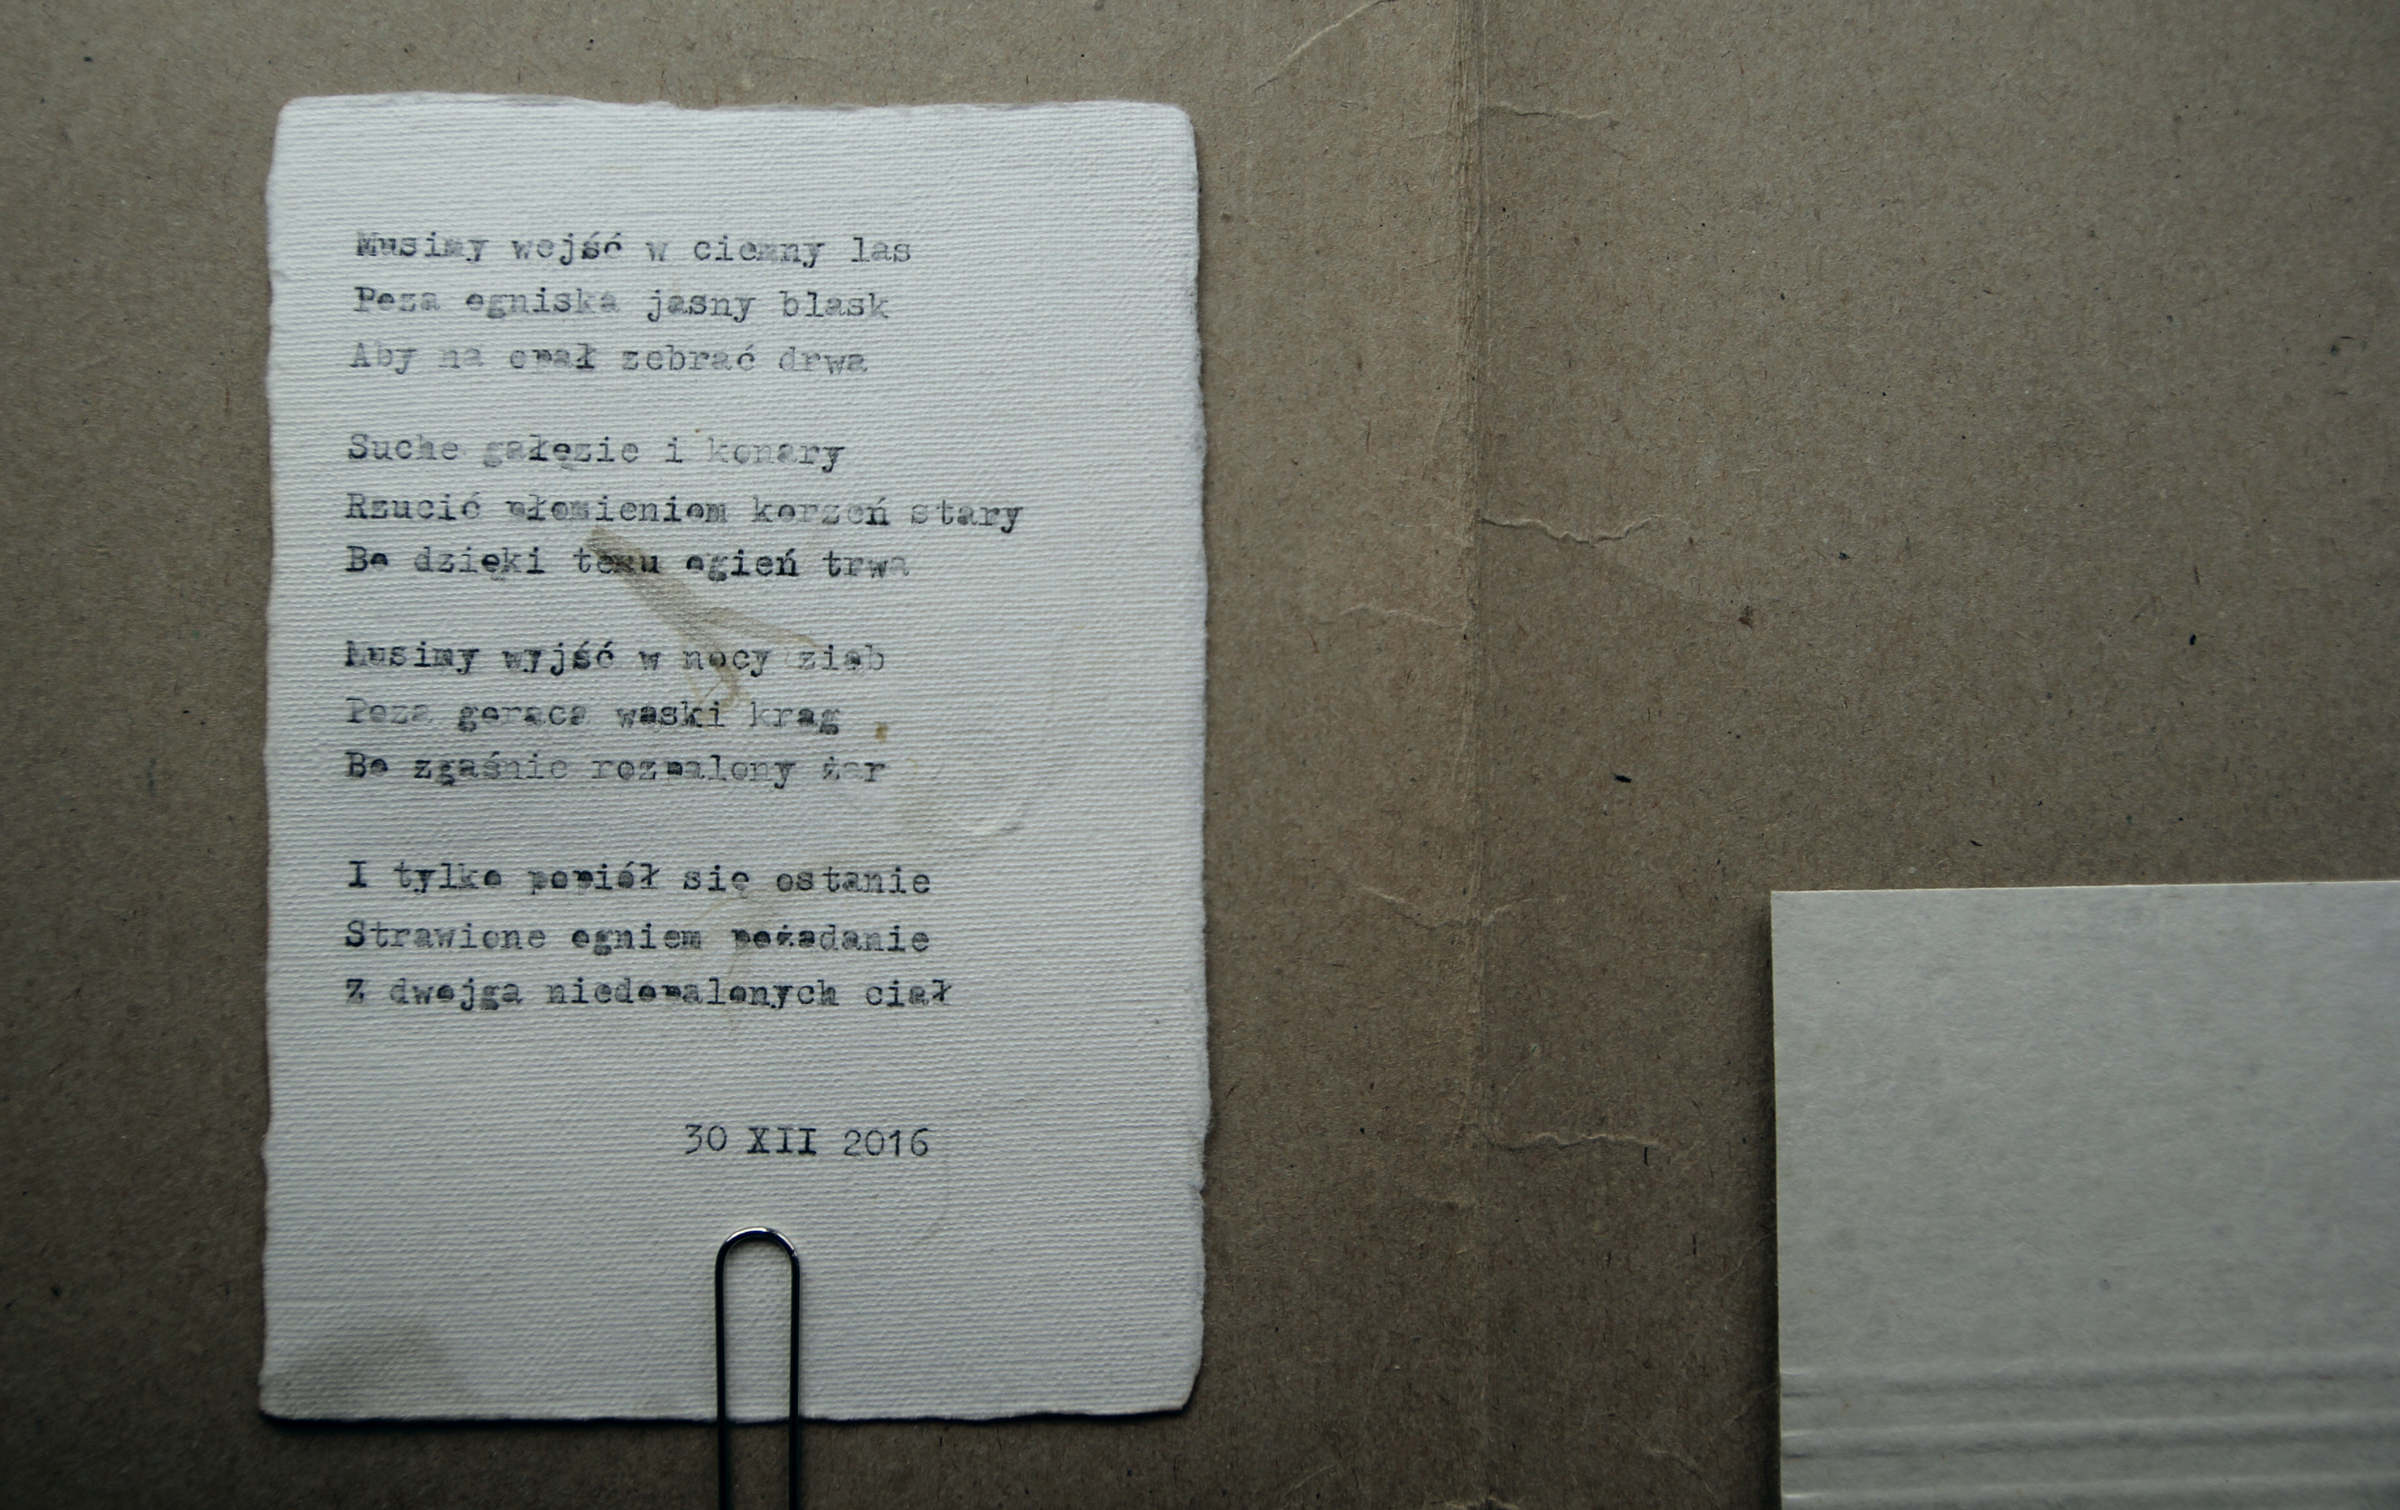 Musimy wejść w ciemny las
Poza ogniska jasny blask
Aby na opał zebrać drwa
Suche gałęzie i konary
Rzucić płomieniom korzeń stary
Bo dzięki temu ogień trwa
Musimy wyjść w nocy ziąb
Poza gorąca wąski krąg
Bo zgaśnie rozpalony żar
I tylko popiół się ostanie
Strawione ogniem pożądanie
Z dwojga niedopalonych ciał
30 XII 2016